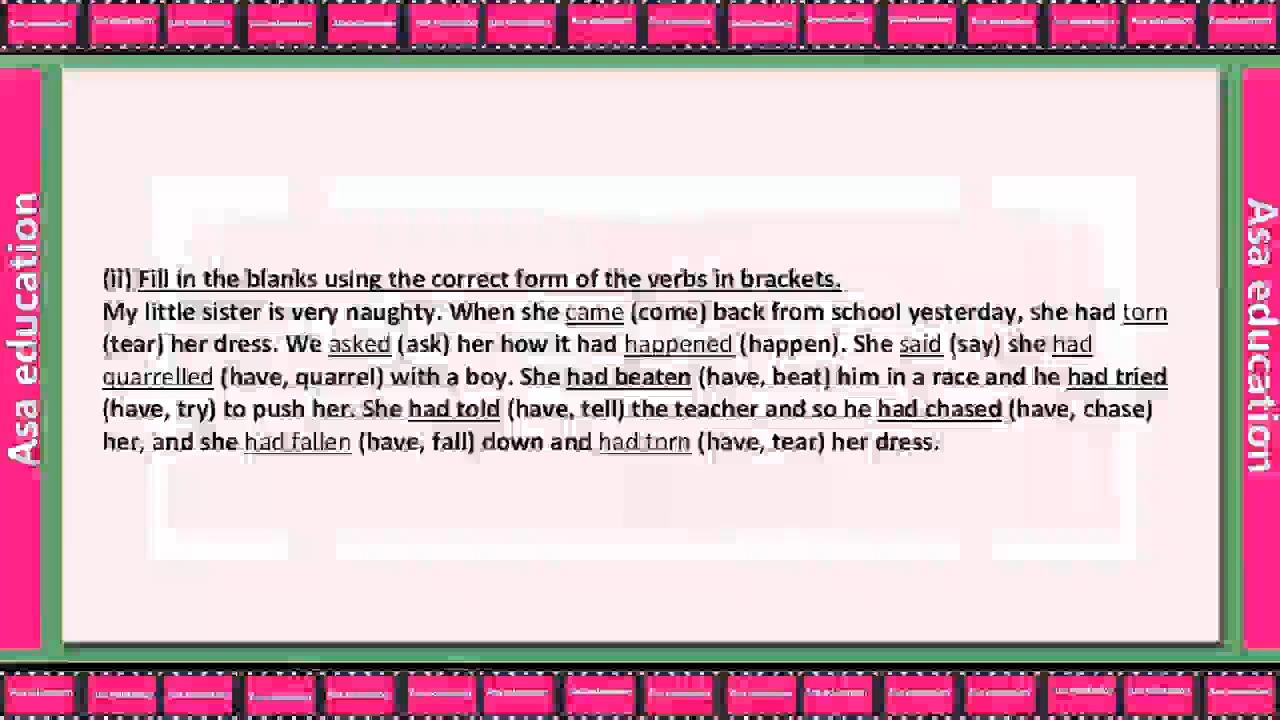 Asa education
(ii) Fill in the blanks using the correct form of the verbs in brackets.
My little sister is very naughty. When she came (come) back from school yesterday, she had torn
(tear) her dress. We asked (ask) her how it had happened (happen). She said (say) she had
quarrelled (have, quarrel) with a boy. She had beaten (have, beat) him in a race and he had tried
(have, try) to push her. She had told (have, tell) the teacher and so he had chased (have, chase)
her, and she had fallen (have, fall) down and had torn (have, tear) her dress.
Asa education